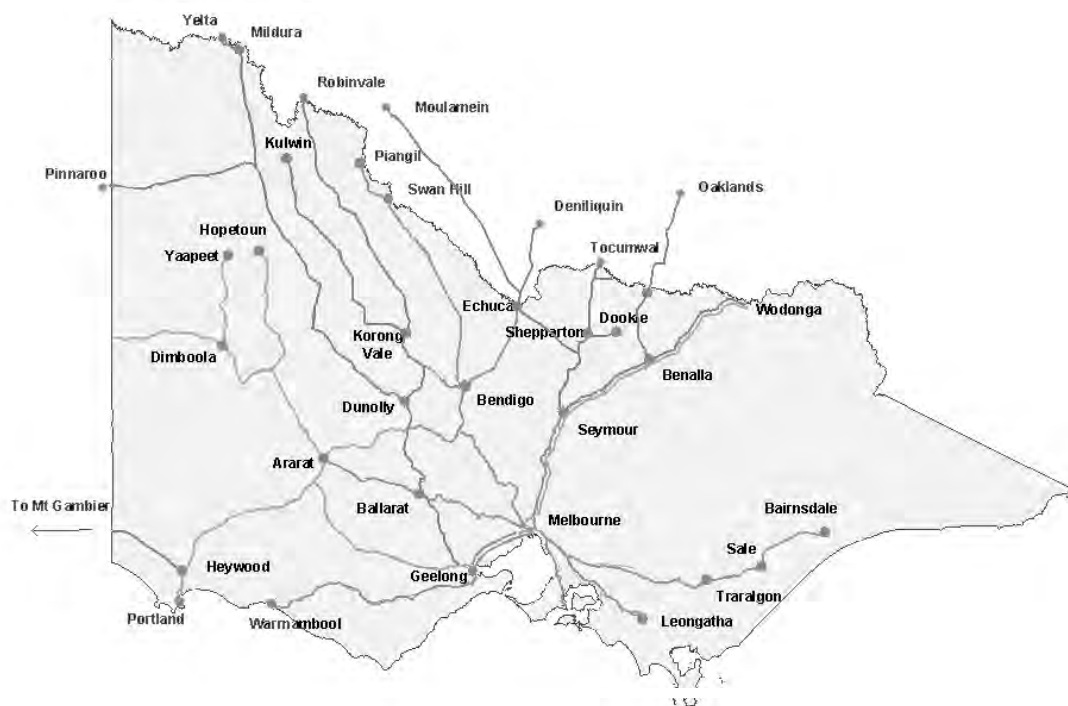 Yelta
Mildura
Robinvale
Moulamein
Kulwin
Piangil
Pinnaroo
Swan Hill
Oaklands
Deniliquin
Hopetoun
Tocumwal
Yaapeet
Echuca
Wodonga
Dookie
Shepparton
Korong
Vale
Dimboola
Benalla
Dunolly
Bendigo
Seymour
Ararat
To Mt Gambier
Ballarat
Melbourne
Bairnsdale
Sale
Heywood
Geelong
Traralgon
Portland
Warrnambool
Leongatha